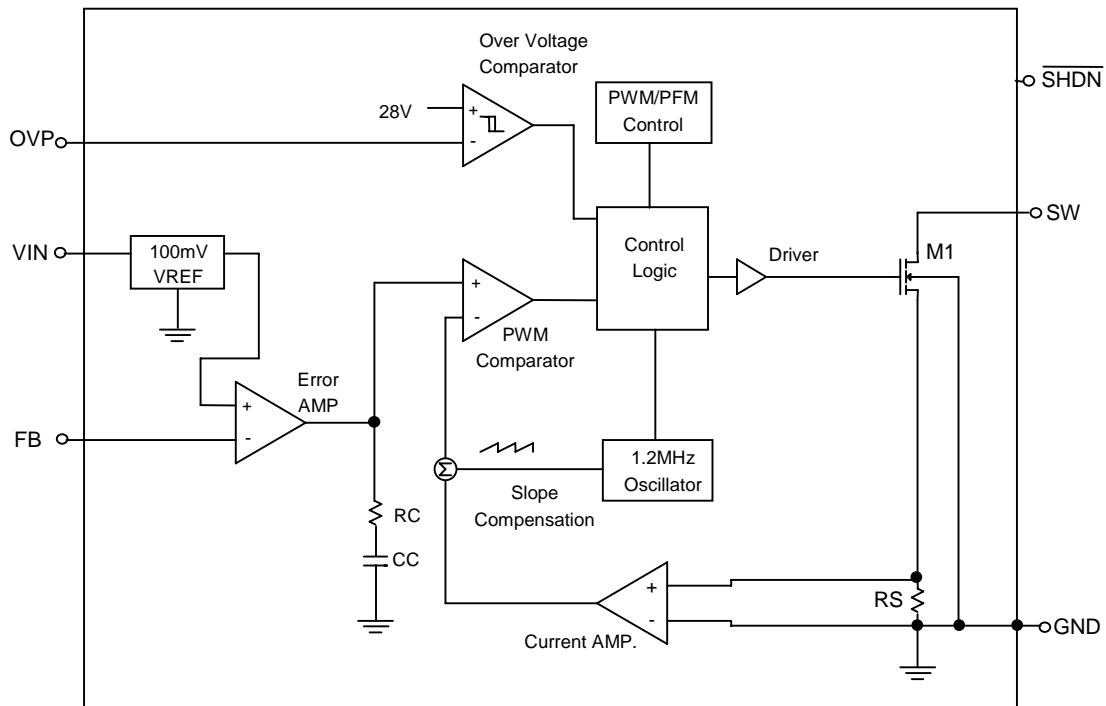 Over Voltage
Comparator
SHDN
PWM/PFM
Control
28V
+
-
OVP
SW
VIN
100mV
VREF
Control
Logic
Driver
M1
+
-
PWM
Comparator
Error
AMP
+
-
FB
Σ
1.2MHz
Oscillator
Slope
Compensation
RC
CC
+
-
RS
Current AMP.
GND